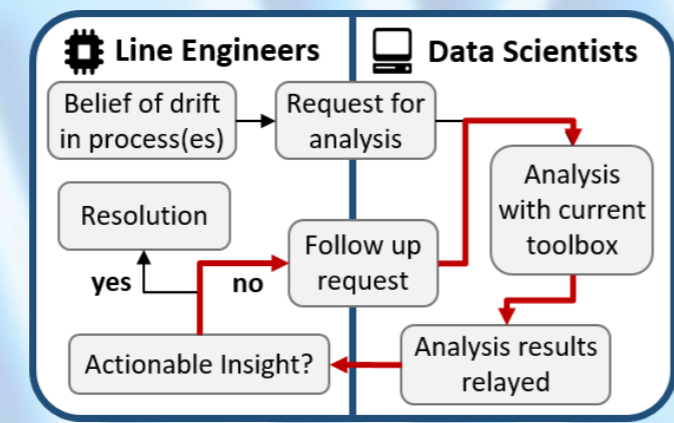 Line Engineers
Data Scientists
Belief of drift
in process(es)
Request for
analysis
Analysis
with current
toolbox
Resolution
Follow up
request
yes
no
Actionable Insight?
Analysis results
relayed